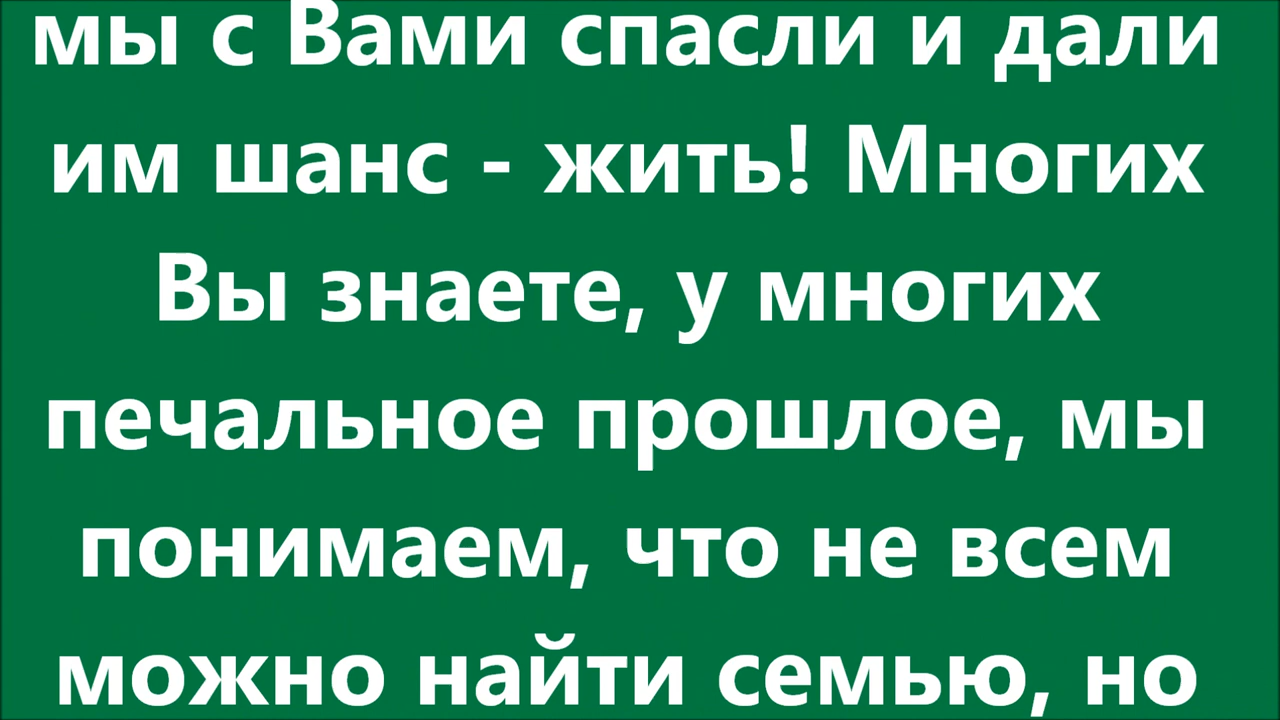 мы с Вами спасли и дали
им шанс - жить! Многих
Вы знаете, у многих
печальное прошлое, мы
понимаем, что не всем
можно найти семью, но